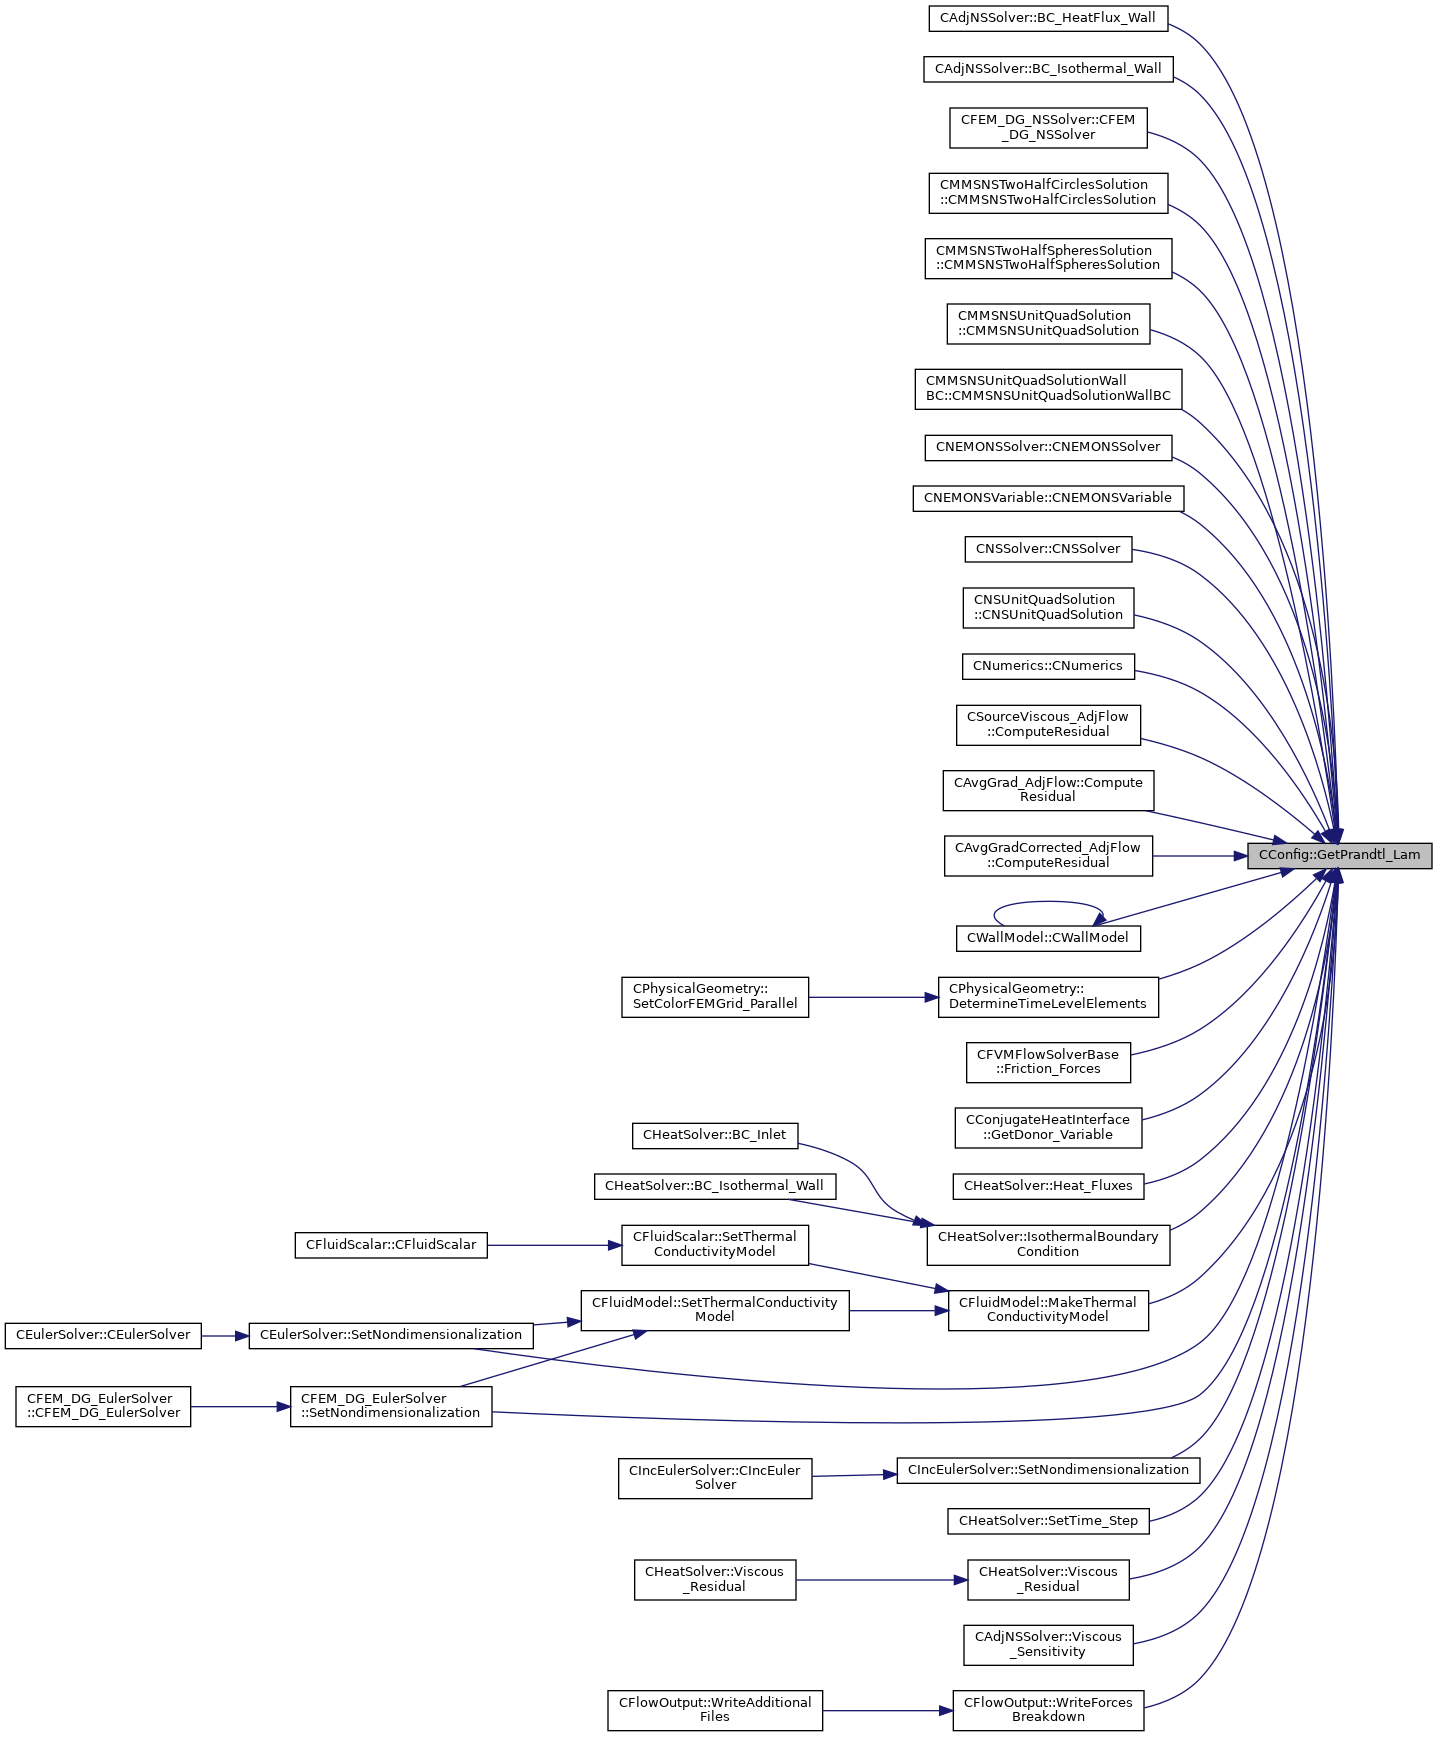 CAdjNSSolver::BC_HeatFlux_Wall
CAdjNSSolver::BC_Isothermal_Wall
CFEM_DG_NSSolver::CFEM
_DG_NSSolver
CMMSNSTwoHalfCirclesSolution
::CMMSNSTwoHalfCirclesSolution
CMMSNSTwoHalfSpheresSolution
::CMMSNSTwoHalfSpheresSolution
CMMSNSUnitQuadSolution
::CMMSNSUnitQuadSolution
CMMSNSUnitQuadSolutionWall
BC::CMMSNSUnitQuadSolutionWallBC
CNEMONSSolver::CNEMONSSolver
CNEMONSVariable::CNEMONSVariable
CNSSolver::CNSSolver
CNSUnitQuadSolution
::CNSUnitQuadSolution
CNumerics::CNumerics
CSourceViscous_AdjFlow
::ComputeResidual
CAvgGrad_AdjFlow::Compute
Residual
CAvgGradCorrected_AdjFlow
::ComputeResidual
CConfig::GetPrandtl_Lam
CWallModel::CWallModel
CPhysicalGeometry::
SetColorFEMGrid_Parallel
CPhysicalGeometry::
DetermineTimeLevelElements
CFVMFlowSolverBase
::Friction_Forces
CConjugateHeatInterface
::GetDonor_Variable
CHeatSolver::BC_Inlet
CHeatSolver::BC_Isothermal_Wall
CHeatSolver::Heat_Fluxes
CFluidScalar::CFluidScalar
CFluidScalar::SetThermal
ConductivityModel
CHeatSolver::IsothermalBoundary
Condition
CFluidModel::SetThermalConductivity
Model
CFluidModel::MakeThermal
ConductivityModel
CEulerSolver::CEulerSolver
CEulerSolver::SetNondimensionalization
CFEM_DG_EulerSolver
::CFEM_DG_EulerSolver
CFEM_DG_EulerSolver
::SetNondimensionalization
CIncEulerSolver::CIncEuler
Solver
CIncEulerSolver::SetNondimensionalization
CHeatSolver::SetTime_Step
CHeatSolver::Viscous
_Residual
CHeatSolver::Viscous
_Residual
CAdjNSSolver::Viscous
_Sensitivity
CFlowOutput::WriteAdditional
Files
CFlowOutput::WriteForces
Breakdown